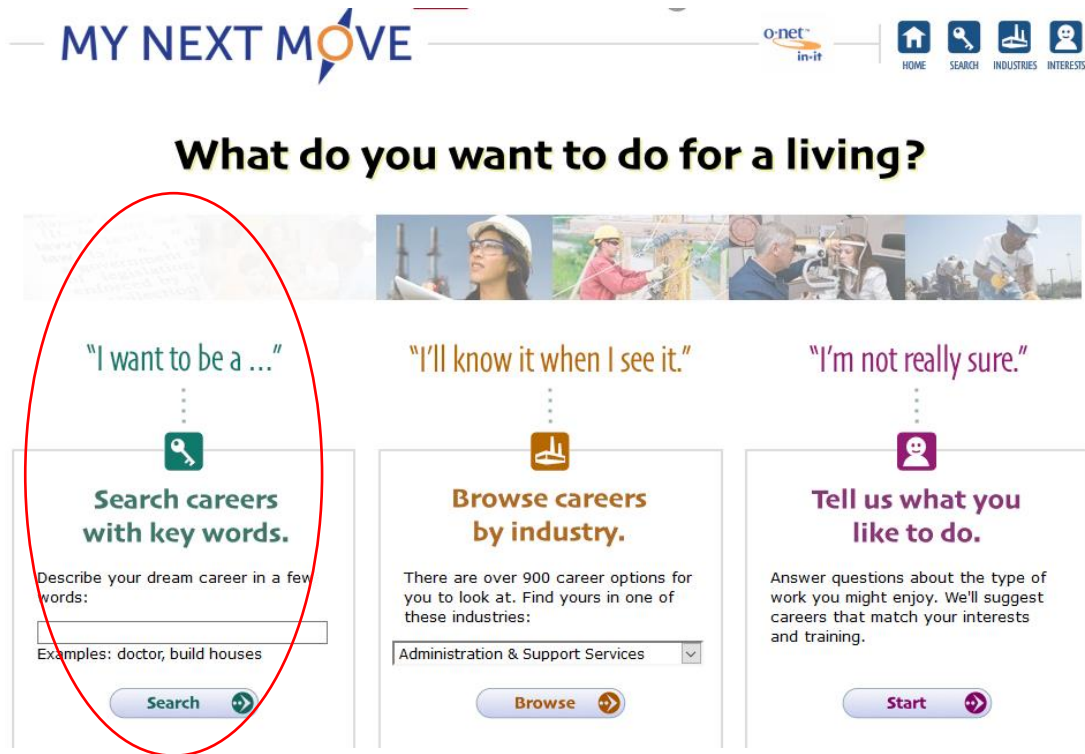 MY NEXT MOVE
o·net™
in-it
HOME SEARCH INDUSTRIES INTERESTS
What do you want to do for a living?
"I want to be a ..."
Search careers
with key words.
Describe your dream career in a few
words:
Examples: doctor, build houses
Search
"I'll know it when I see it."
Browse careers
by industry.
There are over 900 career options for
you to look at. Find yours in one of
these industries:
Administration & Support Services
Browse
"I'm not really sure."
Tell us what you
like to do.
Answer questions about the type of
work you might enjoy. We'll suggest
careers that match your interests
and training.
Start